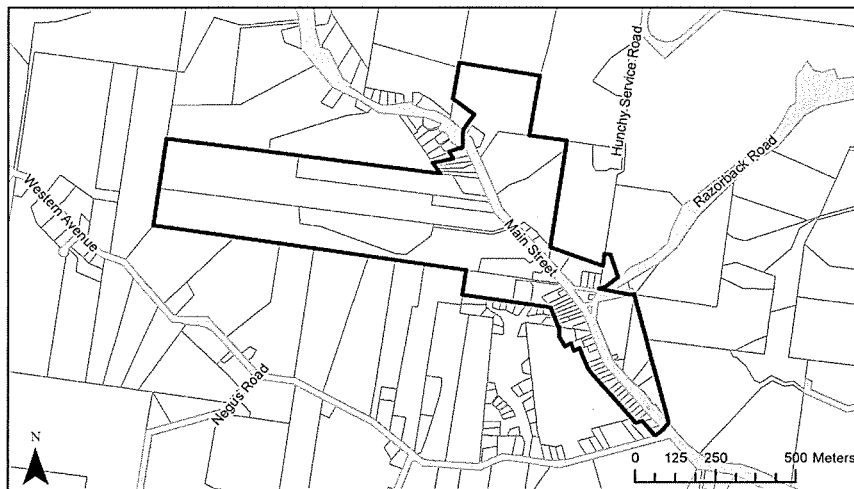 Hunchy Service Road
Razorback Road
Western Avenue
Main Street
Negus Road
N
0 125 250 500 Meters